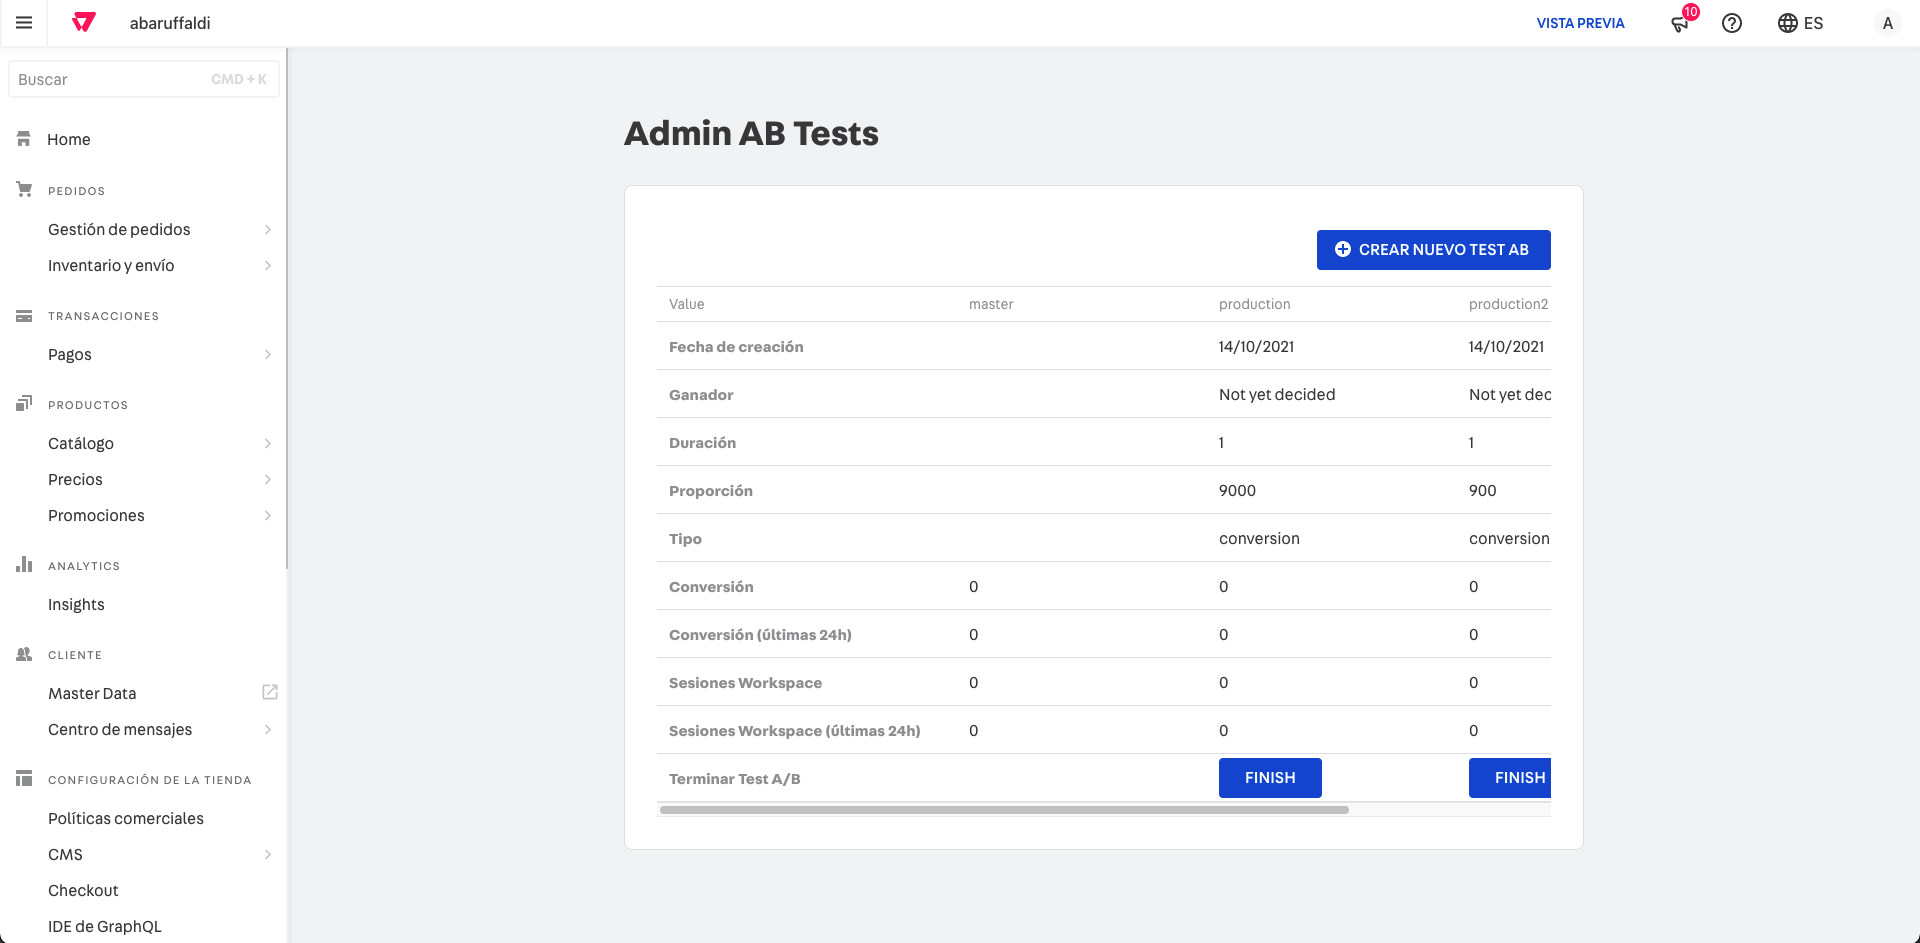 abaruffaldi
VISTA PREVIA
10
ES
A
Buscar CMD + K
Home
PEDIDOS
Gestión de pedidos
Inventario y envío
TRANSACCIONES
Pagos
PRODUCTOS
Catálogo
Precios
Promociones
ANALYTICS
Insights
CLIENTE
Master Data
Centro de mensajes
CONFIGURACIÓN DE LA TIENDA
Políticas comerciales
CMS
Checkout
IDE de GraphQL
Admin AB Tests
CREAR NUEVO TEST AB
Value master production production2
Fecha de creación 14/10/2021 14/10/2021
Ganador Not yet decided Not yet dec
Duración 1 1
Proporción 9000 900
Tipo conversion conversion
Conversión 0 0 0
Conversión (últimas 24h) 0 0 0
Sesiones Workspace 0 0 0
Sesiones Workspace (últimas 24h) 0 0 0
Terminar Test A/B FINISH FINISH